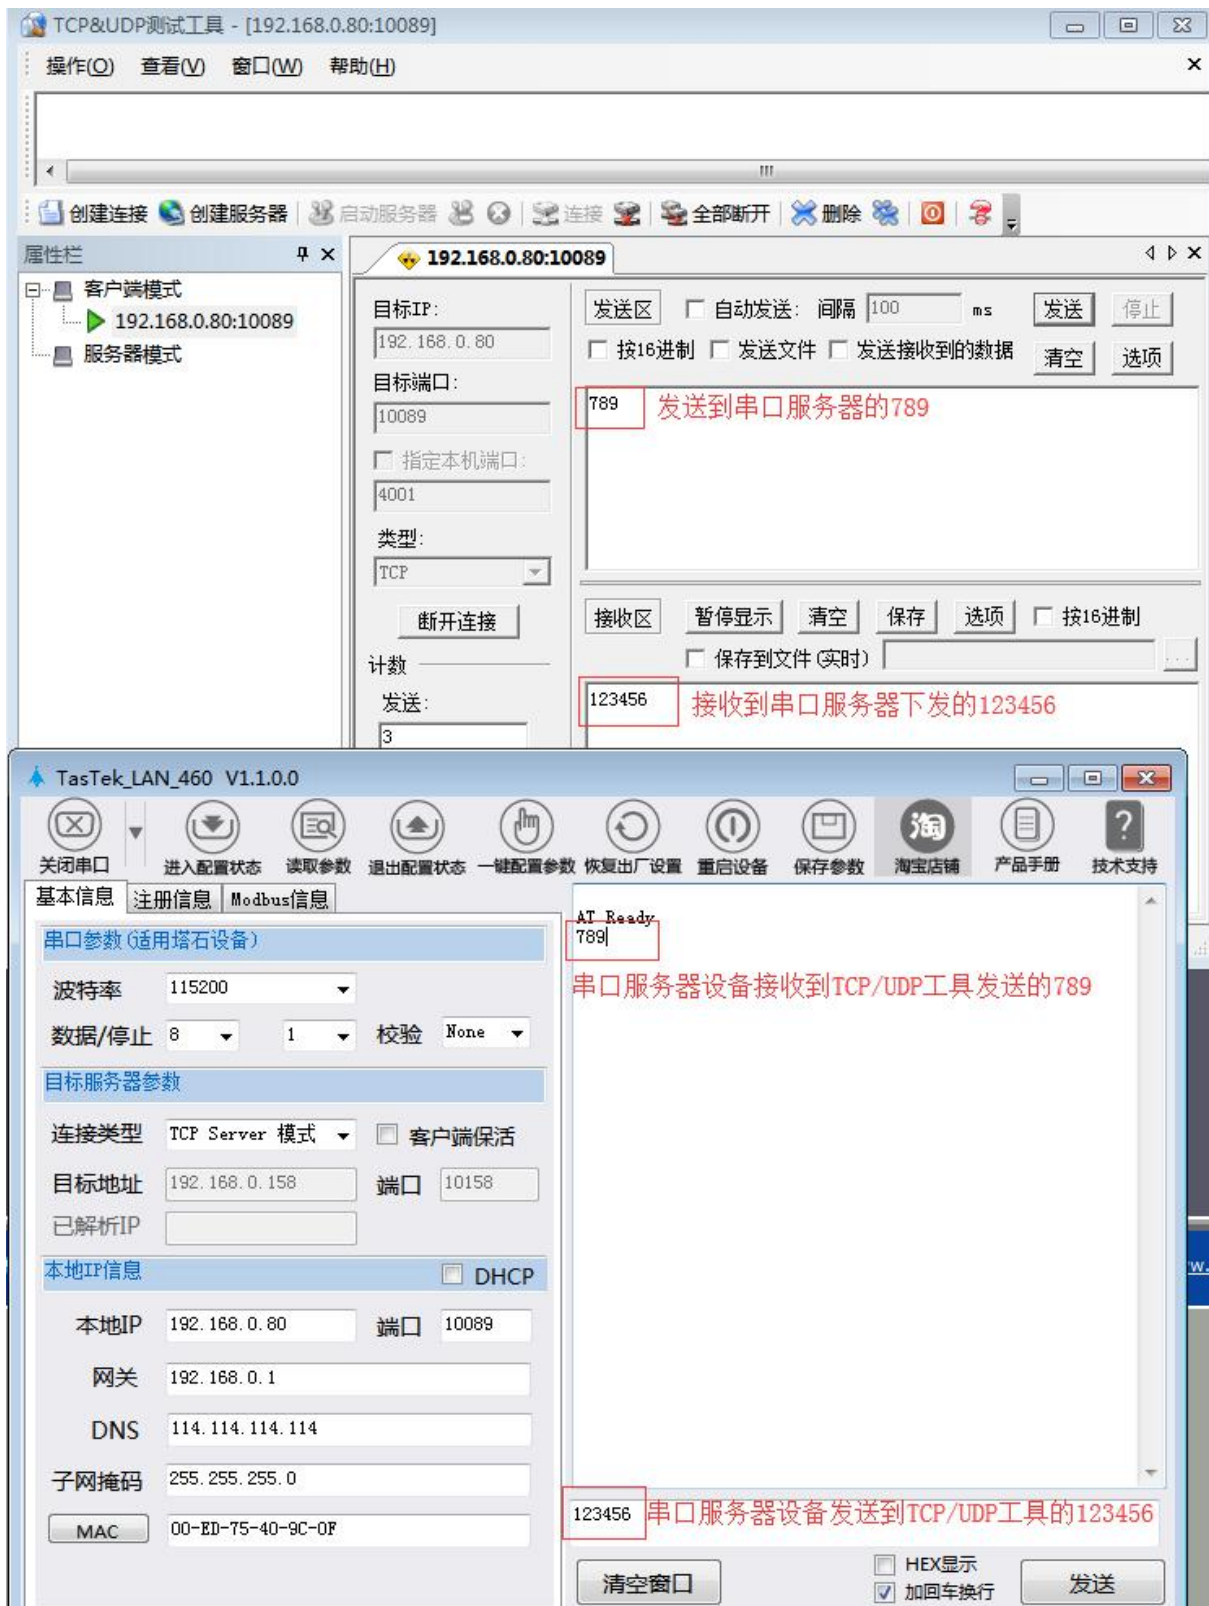 TCP&UDP测试工具 - [192.168.0.80:10089]
操作(O) 查看(V) 窗口(W) 帮助(H)
创建连接 创建服务器 启动服务器 连接 全部断开 删除
属性栏
192.168.0.80:10089
客户端模式
192.168.0.80:10089
服务器模式
目标IP:
192.168.0.80
目标端口:
10089
指定本机端口:
4001
类型:
TCP
断开连接
计数
发送:
3
发送区 自动发送: 间隔 100 ms 发送 停止
按16进制 发送文件 发送接收到的数据 清空 选项
789 发送到串口服务器的789
接收区 暂停显示 清空 保存 选项 按16进制
保存到文件(实时) ...
123456 接收到串口服务器下发的123456
TasTek_LAN_460 V1.1.0.0
淘 ?
关闭串口 进入配置状态 读取参数 退出配置状态 一键配置参数 恢复出厂设置 重启设备 保存参数 淘宝店铺 产品手册 技术支持
基本信息 注册信息 Modbus信息
串口参数(适用塔石设备)
波特率 115200
数据/停止 8 1 校验 None
目标服务器参数
连接类型 TCP Server 模式 客户端保活
目标地址 192.168.0.158 端口 10158
已解析IP
本地IP信息 DHCP
本地IP 192.168.0.80 端口 10089
网关 192.168.0.1
DNS 114.114.114.114
子网掩码 255.255.255.0
MAC 00-ED-75-40-9C-0F
AT Ready
789
串口服务器设备接收到TCP/UDP工具发送的789
123456 串口服务器设备发送到TCP/UDP工具的123456
清空窗口 HEX显示
加回车换行 发送
w.